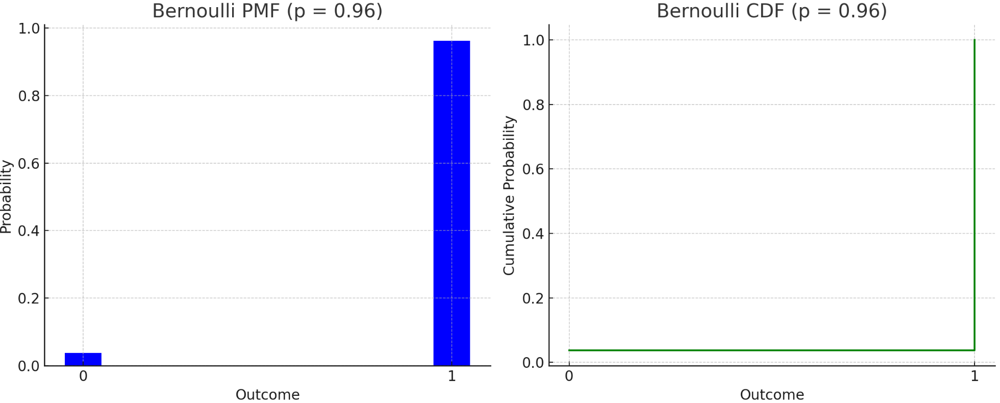 Bernoulli PMF (p = 0.96)
1.0
0.8
0.6
0.4
0.2
0.0
Probability
0
1
Outcome
Bernoulli CDF (p = 0.96)
1.0
0.8
0.6
0.4
0.2
0.0
Cumulative Probability
0
1
Outcome